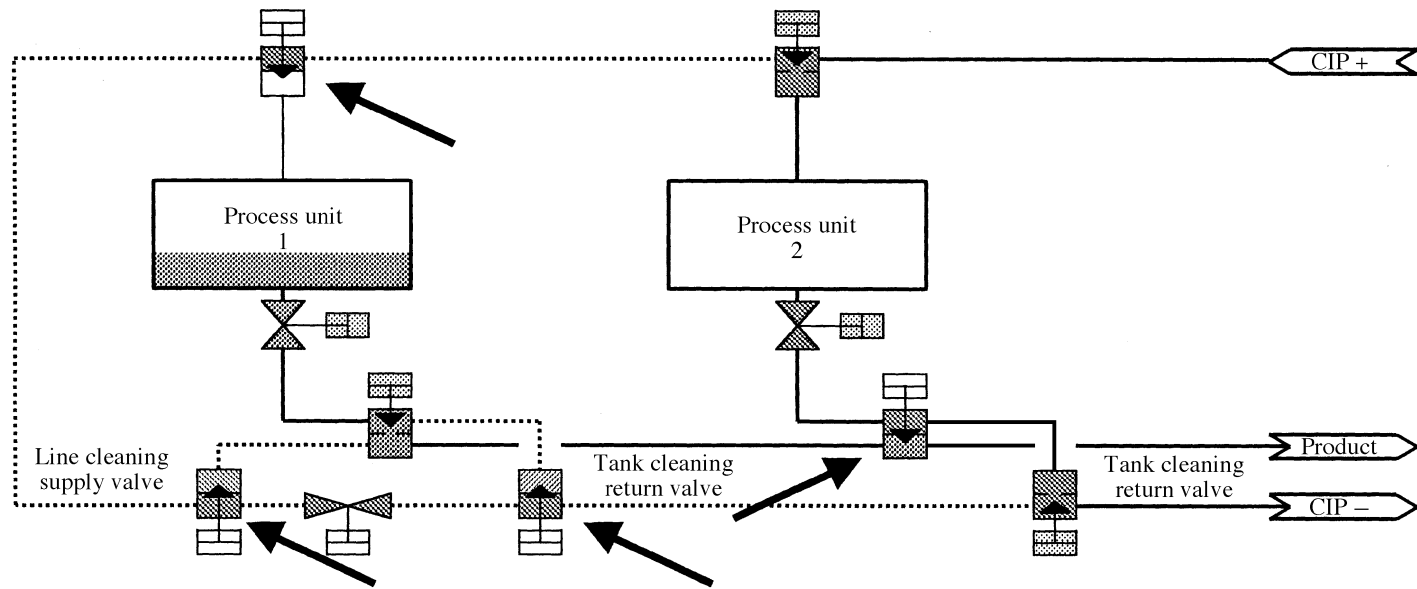 CIP +
Process unit
1
Process unit
2
Line cleaning
supply valve
Tank cleaning
return valve
Product
Tank cleaning
return valve
CIP −